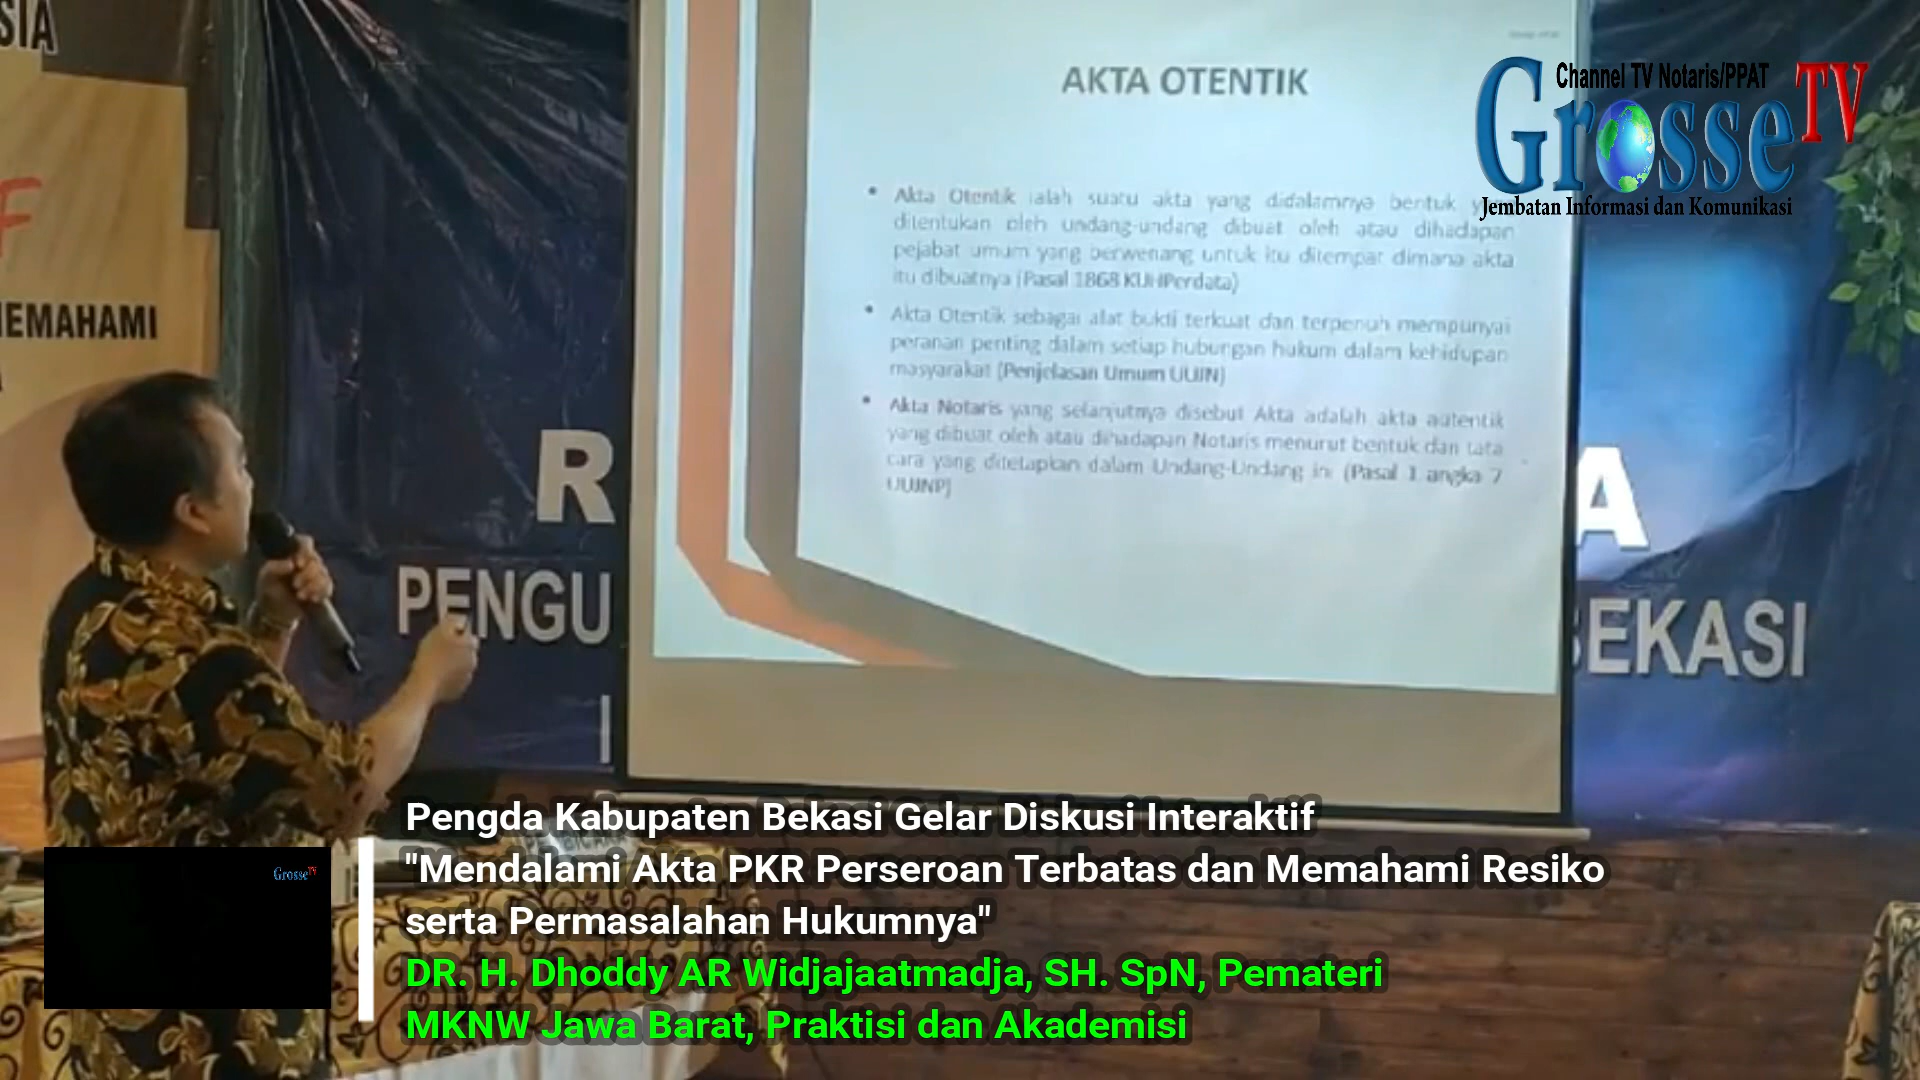 SIA
F
MEMAHAMI
AKTA OTENTIK
Channel TV Notaris/PPAT
Grosse TV
Jembatan Informasi dan Komunikasi
• Akta Otentik ialah suatu akta yang didalamnya bentuk
ditentukan oleh undang-undang dibuat oleh atau dihadapan
pejabat umum yang berwenang untuk itu ditempat dimana akta
itu dibuatnya (Pasal 1868 KUHPerdata)
• Akta Otentik sebagai alat bukti terkuat dan terpenuh mempunyai
peranan penting dalam setiap hubungan hukum dalam kehidupan
masyarakat (Penjelasan Umum UUJN)
• Akta Notaris yang selanjutnya disebut Akta adalah akta autentik
yang dibuat oleh atau dihadapan Notaris menurut bentuk dan tata
cara yang ditetapkan dalam Undang-Undang ini (Pasal 1 angka 7
UUJNP)
R
A
PENGU
BEKASI
I
Pengda Kabupaten Bekasi Gelar Diskusi Interaktif
"Mendalami Akta PKR Perseroan Terbatas dan Memahami Resiko
serta Permasalahan Hukumnya"
DR. H. Dhoddy AR Widjajaatmadja, SH. SpN, Pemateri
MKNW Jawa Barat, Praktisi dan Akademisi
Grosse TV